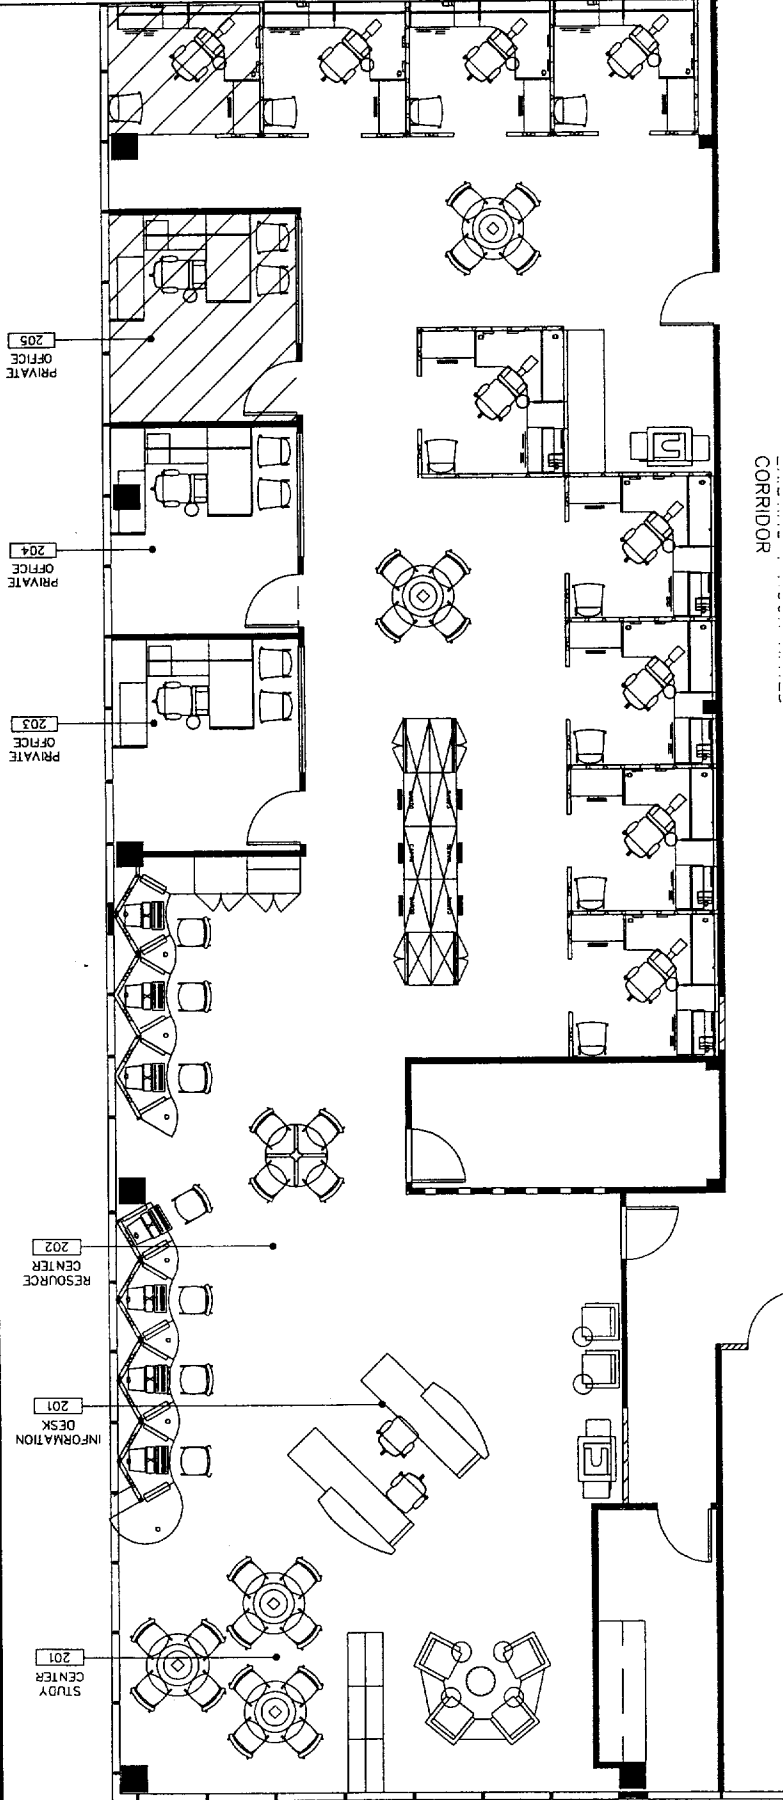 205
PRIVATE
OFFICE
204
PRIVATE
OFFICE
CORRIDOR
203
PRIVATE
OFFICE
202
RESOURCE
CENTER
201
INFORMATION
DESK
201
STUDY
CENTER